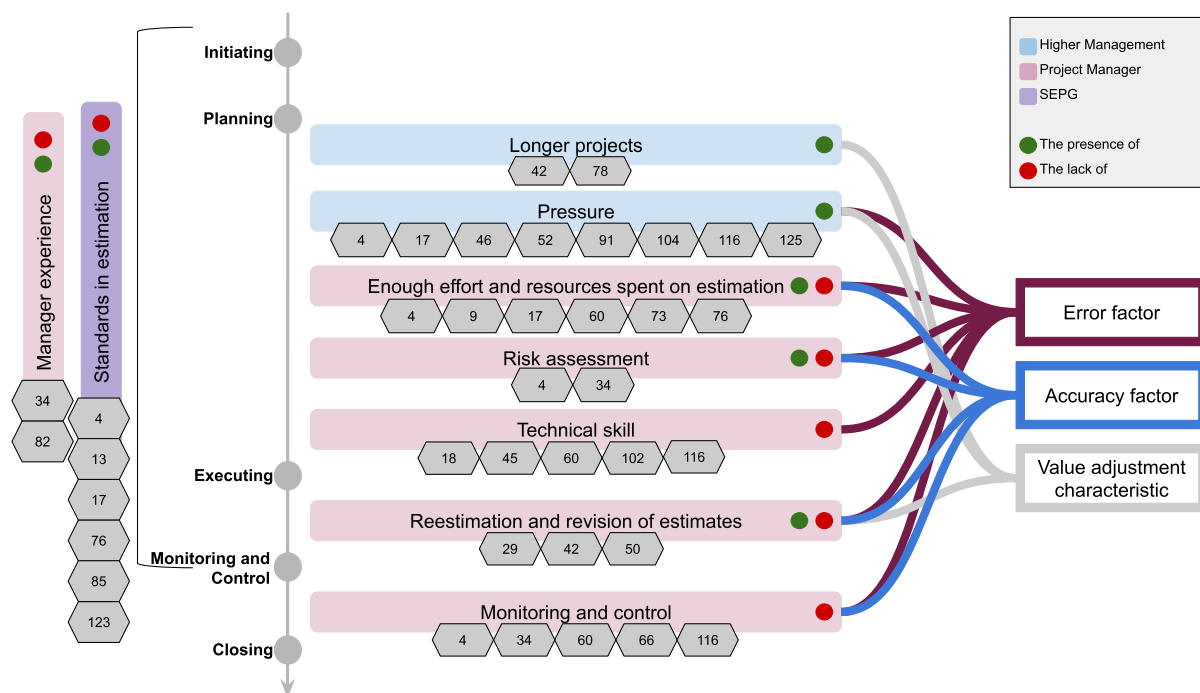 Initiating
Planning
Executing
Monitoring and
Control
Closing
Manager experience
34
82
Standards in estimation
4
13
17
76
85
123
Longer projects
42 78
Pressure
4 17 46 52 91 104 116 125
Enough effort and resources spent on estimation
4 9 17 60 73 76
Risk assessment
4 34
Technical skill
18 45 60 102 116
Reestimation and revision of estimates
29 42 50
Monitoring and control
4 34 60 66 116
Higher Management
Project Manager
SEPG
The presence of
The lack of
Error factor
Accuracy factor
Value adjustment
characteristic